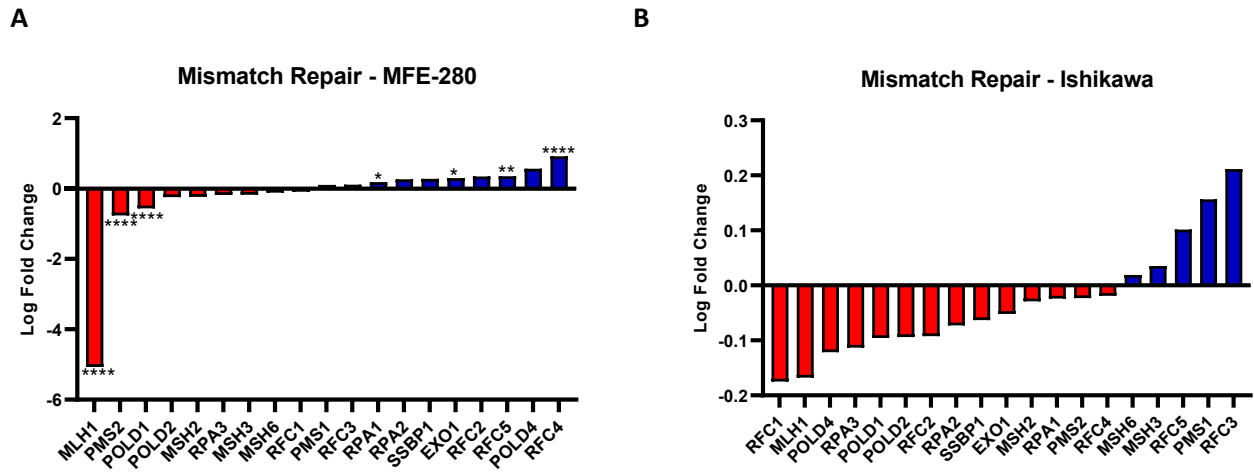 A
Mismatch Repair - MFE-280
Log Fold Change
2
0
-2
-4
-6
****
****
****
*
*
**
****
MLH1
PMS2
POLD1
POLD2
MSH2
RPA3
MSH3
MSH6
RFC1
PMS1
RFC3
RPA1
RPA2
SSBP1
EXO1
RFC2
RFC5
POLD4
RFC4
B
Mismatch Repair - Ishikawa
Log Fold Change
0.3
0.2
0.1
0.0
-0.1
-0.2
RFC1
MLH1
POLD4
RPA3
POLD1
POLD2
RFC2
RPA2
SSBP1
EXO1
MSH2
RPA1
PMS2
RFC4
MSH6
MSH3
RFC5
PMS1
RFC3